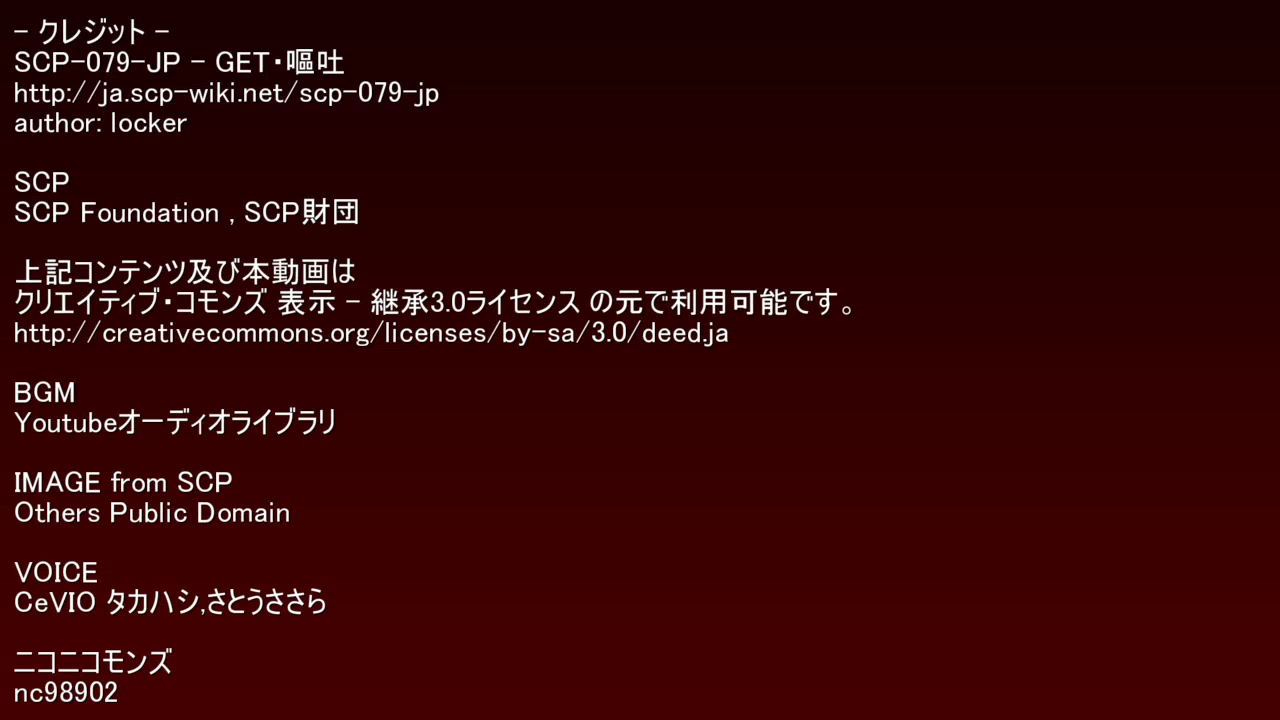 - クレジット -
SCP-079-JP - GET・嘔吐
http://ja.scp-wiki.net/scp-079-jp
author: locker
SCP
SCP Foundation , SCP財団
上記コンテンツ及び本動画は
クリエイティブ・コモンズ 表示 - 継承3.0ライセンス の元で利用可能です。
http://creativecommons.org/licenses/by-sa/3.0/deed.ja
BGM
Youtubeオーディオライブラリ
IMAGE from SCP
Others Public Domain
VOICE
CeVIO タカハシ,さとうささら
ニコニコモンズ
nc98902